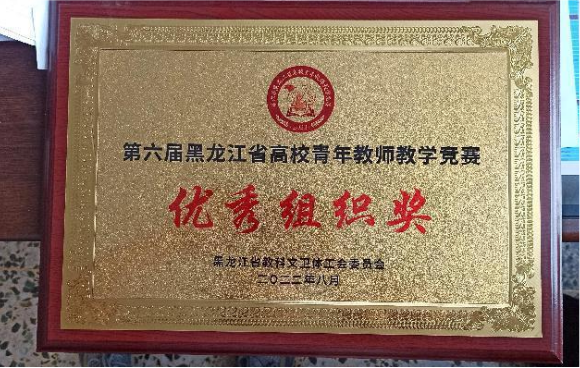 第六届黑龙江省高校青年教师教学竞赛
优秀组织奖
黑龙江省教科文卫体工会委员会
二〇二二年八月